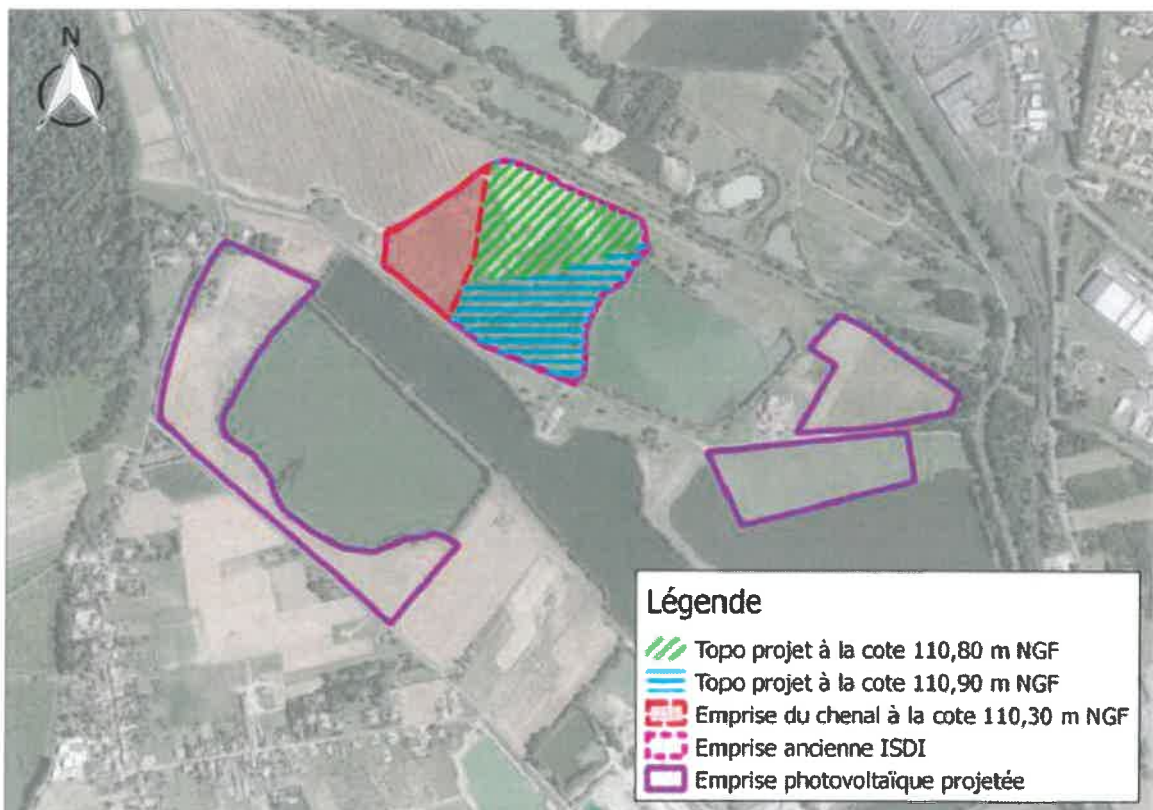 N
Légende
Topo projet à la cote 110,80 m NGF
Topo projet à la cote 110,90 m NGF
Emprise du chenal à la cote 110,30 m NGF
Emprise ancienne ISDI
Emprise photovoltaïque projetée